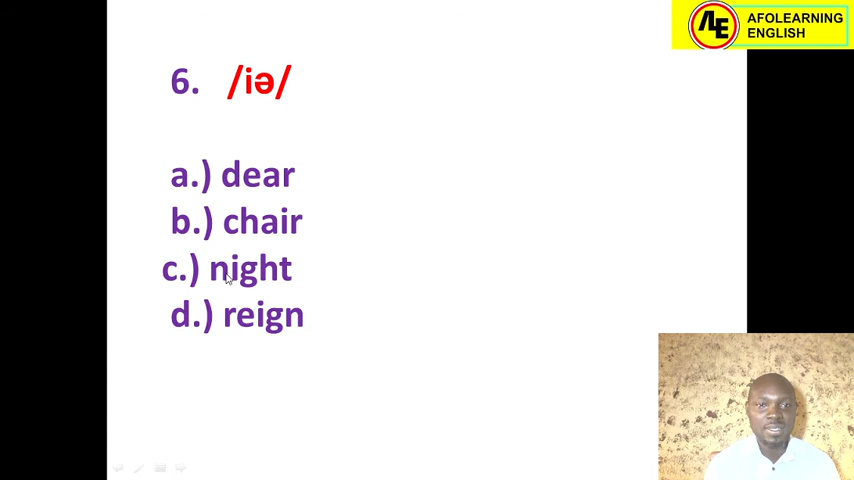 AFOLEARNING
ENGLISH
6. /iə/
a.) dear
b.) chair
c.) night
d.) reign